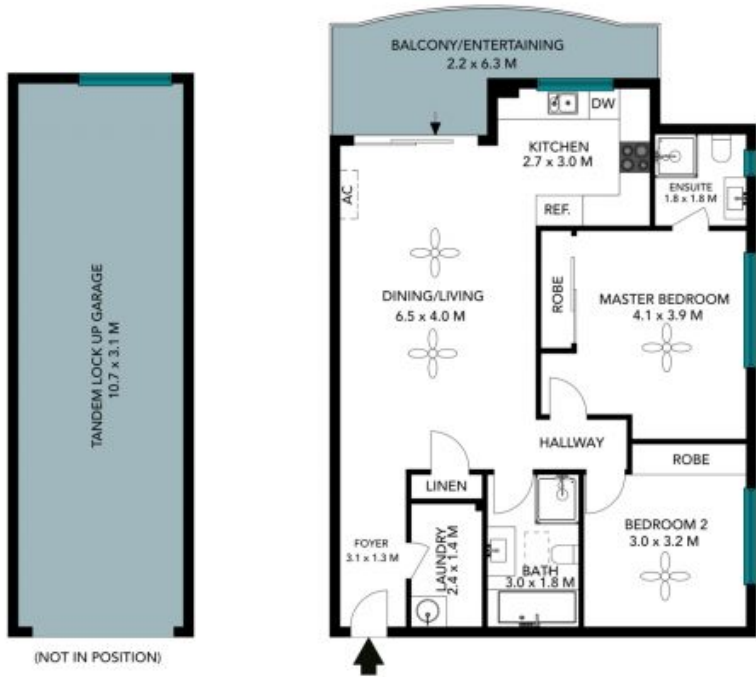 BALCONY/ENTERTAINING
2.2 x 6.3 M
DW
KITCHEN
2.7 x 3.0 M
REF.
ENSUITE
1.8 x 1.8 M
AC
DINING/LIVING
6.5 x 4.0 M
ROBE
MASTER BEDROOM
4.1 x 3.9 M
TANDEM LOCK UP GARAGE
10.7 x 3.1 M
HALLWAY
ROBE
LINEN
BEDROOM 2
3.0 x 3.2 M
FOYER
3.1 x 1.3 M
LAUNDRY
2.4 x 1.4 M
BATH
3.0 x 1.8 M
(NOT IN POSITION)